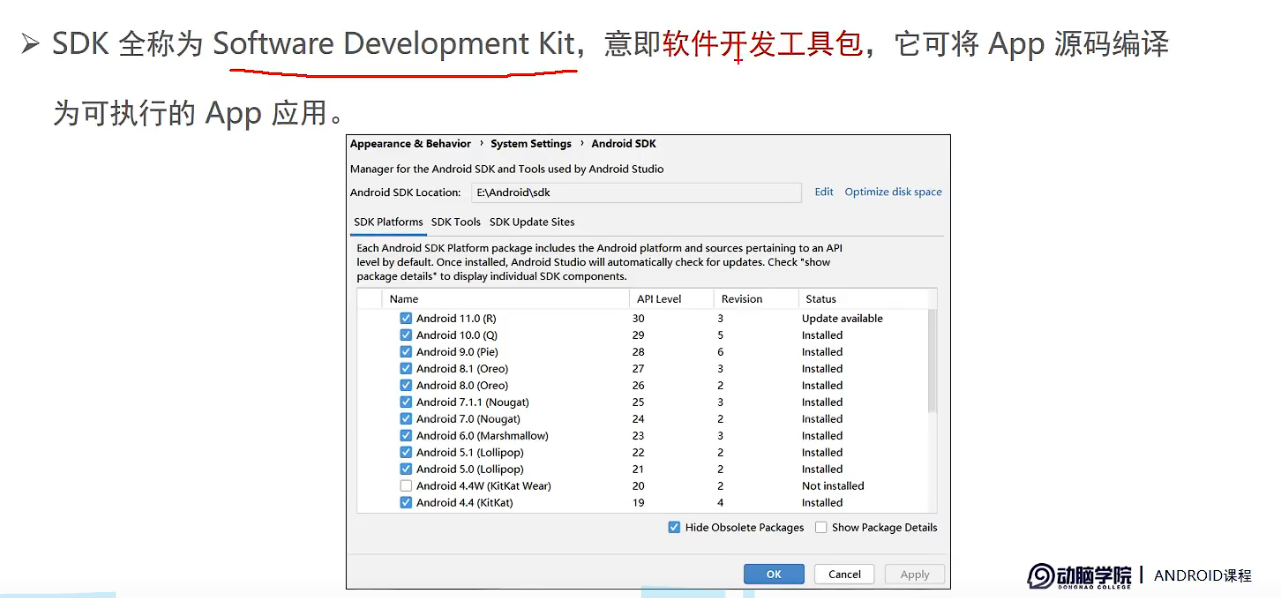 ➢ SDK 全称为 Software Development Kit，意即软件开发工具包，它可将 App 源码编译
为可执行的 App 应用。
Appearance & Behavior › System Settings › Android SDK
Manager for the Android SDK and Tools used by Android Studio
Android SDK Location: E:\Android\sdk Edit Optimize disk space
SDK Platforms SDK Tools SDK Update Sites
Each Android SDK Platform package includes the Android platform and sources pertaining to an API
level by default. Once installed, Android Studio will automatically check for updates. Check "show
package details" to display individual SDK components.
Name API Level Revision Status
Android 11.0 (R) 30 3 Update available
Android 10.0 (Q) 29 5 Installed
Android 9.0 (Pie) 28 6 Installed
Android 8.1 (Oreo) 27 3 Installed
Android 8.0 (Oreo) 26 2 Installed
Android 7.1.1 (Nougat) 25 3 Installed
Android 7.0 (Nougat) 24 2 Installed
Android 6.0 (Marshmallow) 23 3 Installed
Android 5.1 (Lollipop) 22 2 Installed
Android 5.0 (Lollipop) 21 2 Installed
Android 4.4W (KitKat Wear) 20 2 Not installed
Android 4.4 (KitKat) 19 4 Installed
Hide Obsolete Packages Show Package Details
OK Cancel Apply
动脑学院 | ANDROID课程
DONGNAO COLLEGE